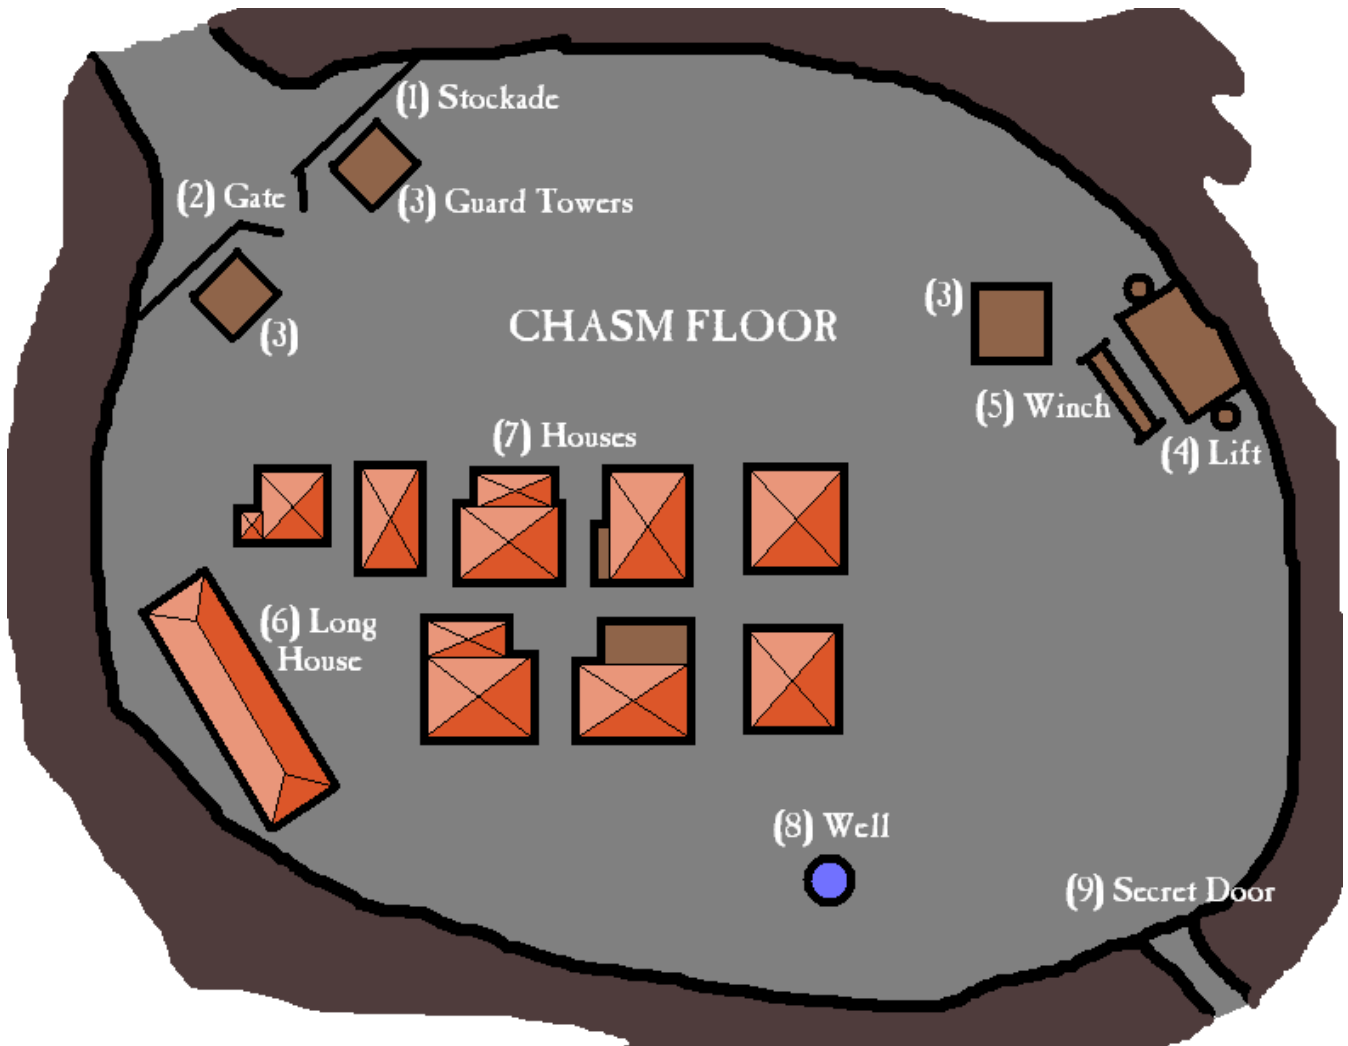 (1) Stockade
(2) Gate
(3) Guard Towers
(3)
(3)
CHASM FLOOR
(5) Winch
(4) Lift
(7) Houses
(6) Long
House
(8) Well
(9) Secret Door